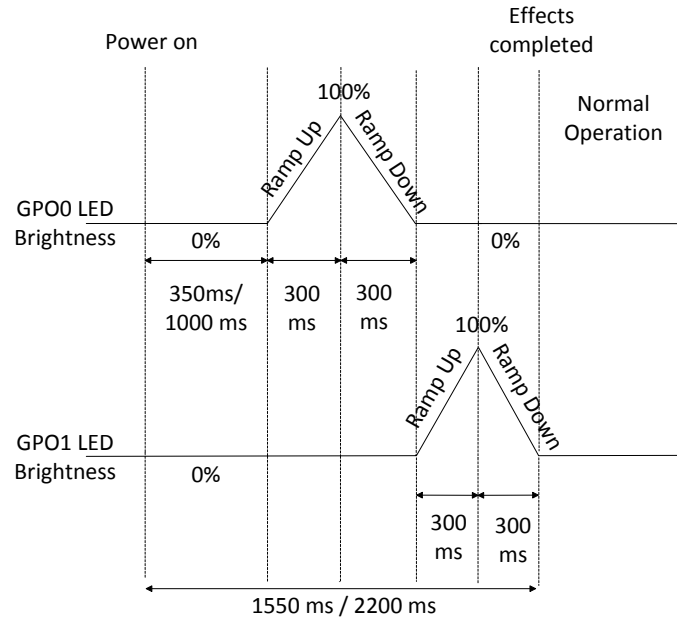 Power on
Effects
completed
Normal
Operation
100%
Ramp Up
Ramp Down
GPO0 LED
Brightness
0%
0%
350ms/
1000 ms
300
ms
300
ms
100%
Ramp Up
Ramp Down
GPO1 LED
Brightness
0%
300
ms
300
ms
1550 ms / 2200 ms